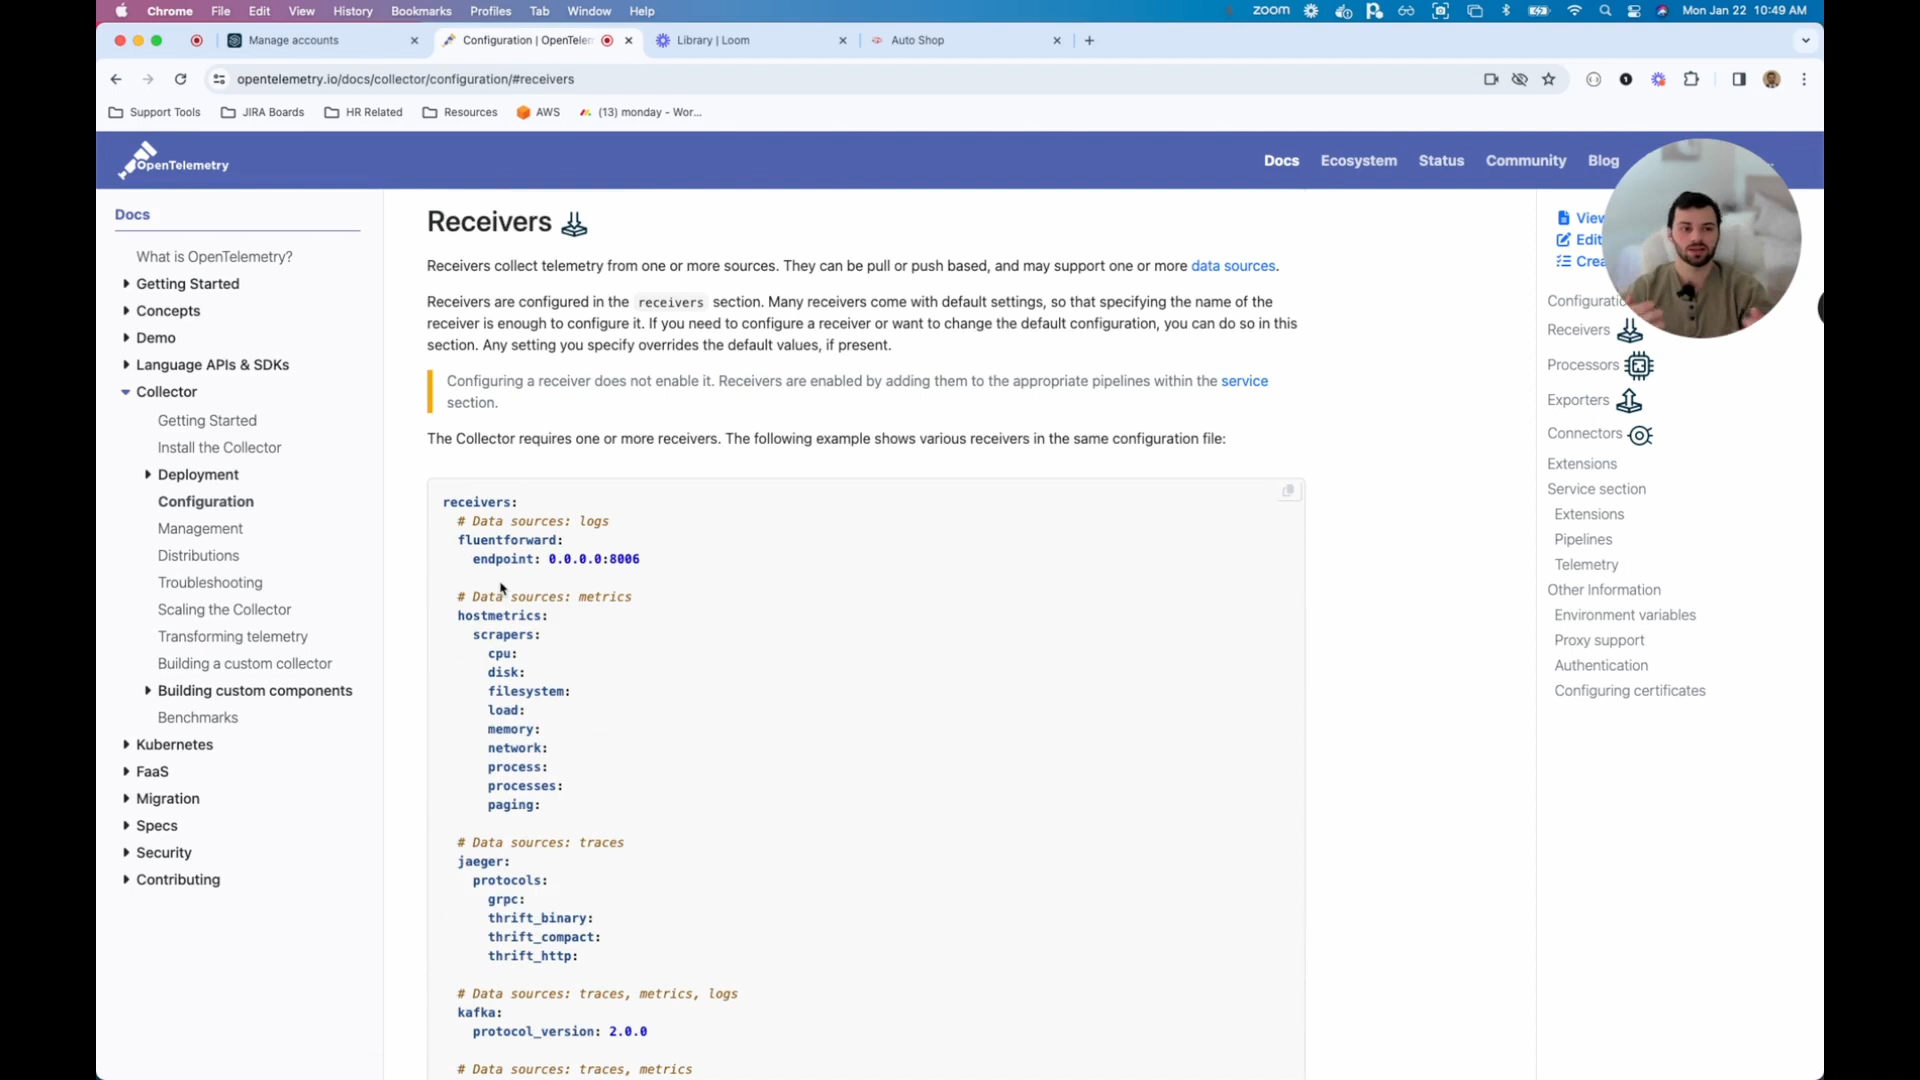 Chrome File Edit View History Bookmarks Profiles Tab Window Help
zoom Mon Jan 22 10:49 AM
Manage accounts
Configuration | OpenTelem
Library | Loom
Auto Shop
opentelemetry.io/docs/collector/configuration/#receivers
Support Tools JIRA Boards HR Related Resources AWS (13) monday - Wor...
OpenTelemetry
Docs Ecosystem Status Community Blog
Docs
What is OpenTelemetry?
Getting Started
Concepts
Demo
Language APIs & SDKs
Collector
Getting Started
Install the Collector
Deployment
Configuration
Management
Distributions
Troubleshooting
Scaling the Collector
Transforming telemetry
Building a custom collector
Building custom components
Benchmarks
Kubernetes
FaaS
Migration
Specs
Security
Contributing
Receivers
Receivers collect telemetry from one or more sources. They can be pull or push based, and may support one or more data sources.
Receivers are configured in the receivers section. Many receivers come with default settings, so that specifying the name of the
receiver is enough to configure it. If you need to configure a receiver or want to change the default configuration, you can do so in this
section. Any setting you specify overrides the default values, if present.
Configuring a receiver does not enable it. Receivers are enabled by adding them to the appropriate pipelines within the service
section.
The Collector requires one or more receivers. The following example shows various receivers in the same configuration file:
receivers:
# Data sources: logs
fluentforward:
endpoint: 0.0.0.0:8006
# Data sources: metrics
hostmetrics:
scrapers:
cpu:
disk:
filesystem:
load:
memory:
network:
process:
processes:
paging:
# Data sources: traces
jaeger:
protocols:
grpc:
thrift_binary:
thrift_compact:
thrift_http:
# Data sources: traces, metrics, logs
kafka:
protocol_version: 2.0.0
# Data sources: traces, metrics
View
Edit
Crea
Configuratio
Receivers
Processors
Exporters
Connectors
Extensions
Service section
Extensions
Pipelines
Telemetry
Other Information
Environment variables
Proxy support
Authentication
Configuring certificates